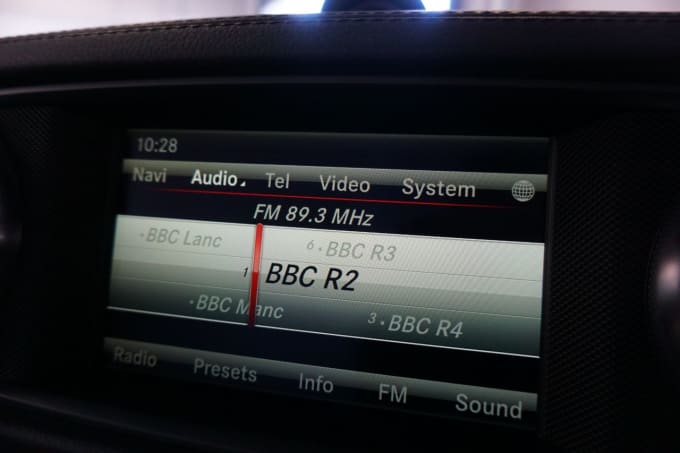 10:28
Navi Audio Tel Video System
FM 89.3 MHz
BBC Lanc 6 • BBC R3
1 BBC R2
• BBC Manc 3 • BBC R4
Radio Presets Info FM Sound